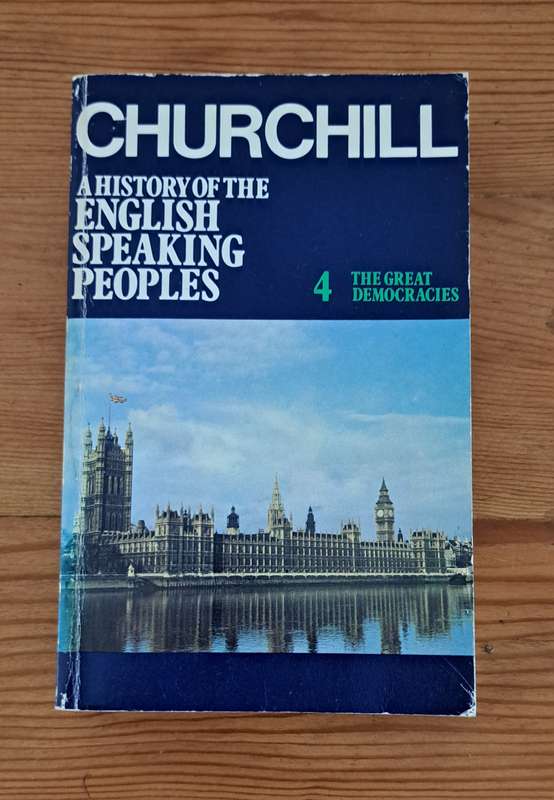 CHURCHILL
A HISTORY OF THE
ENGLISH
SPEAKING
PEOPLES
4 THE GREAT
DEMOCRACIES